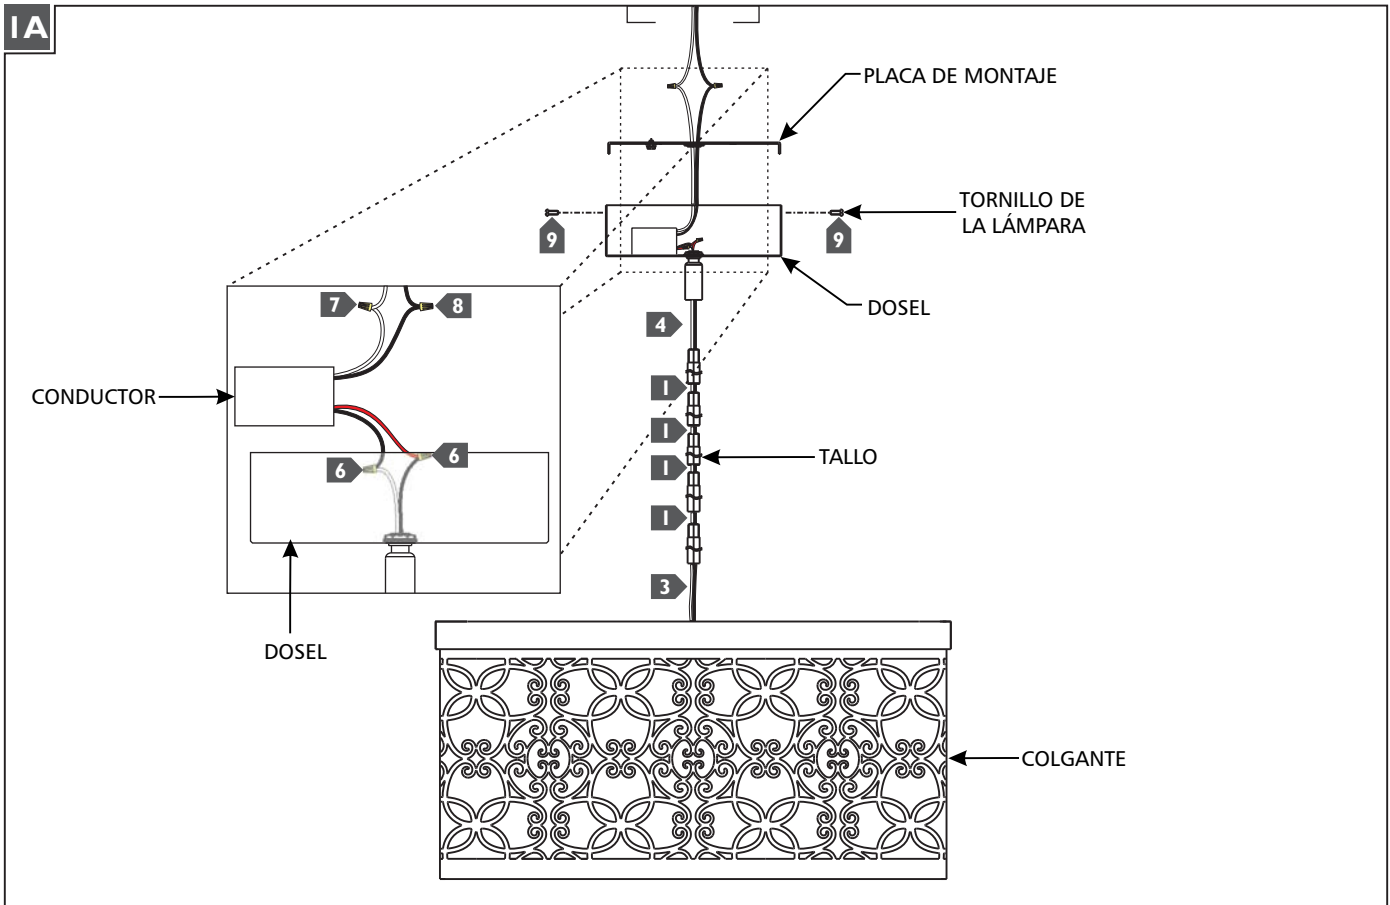 1A
PLACA DE MONTAJE
TORNILLO DE
LA LÁMPARA
9
9
DOSEL
7
8
4
CONDUCTOR
1
1
6
6
TALLO
1
1
3
DOSEL
COLGANTE